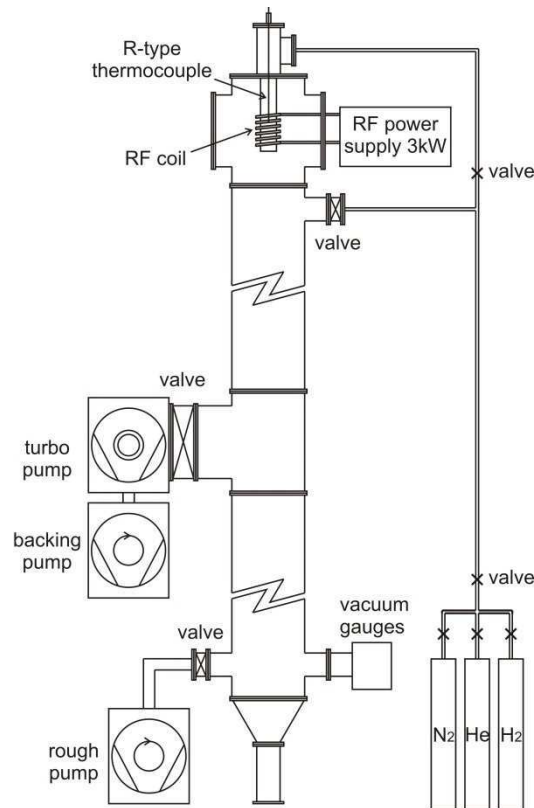 R-type
thermocouple
RF coil
RF power
supply 3kW
valve
valve
valve
turbo
pump
backing
pump
valve
vacuum
gauges
valve
rough
pump
N2
He
H2